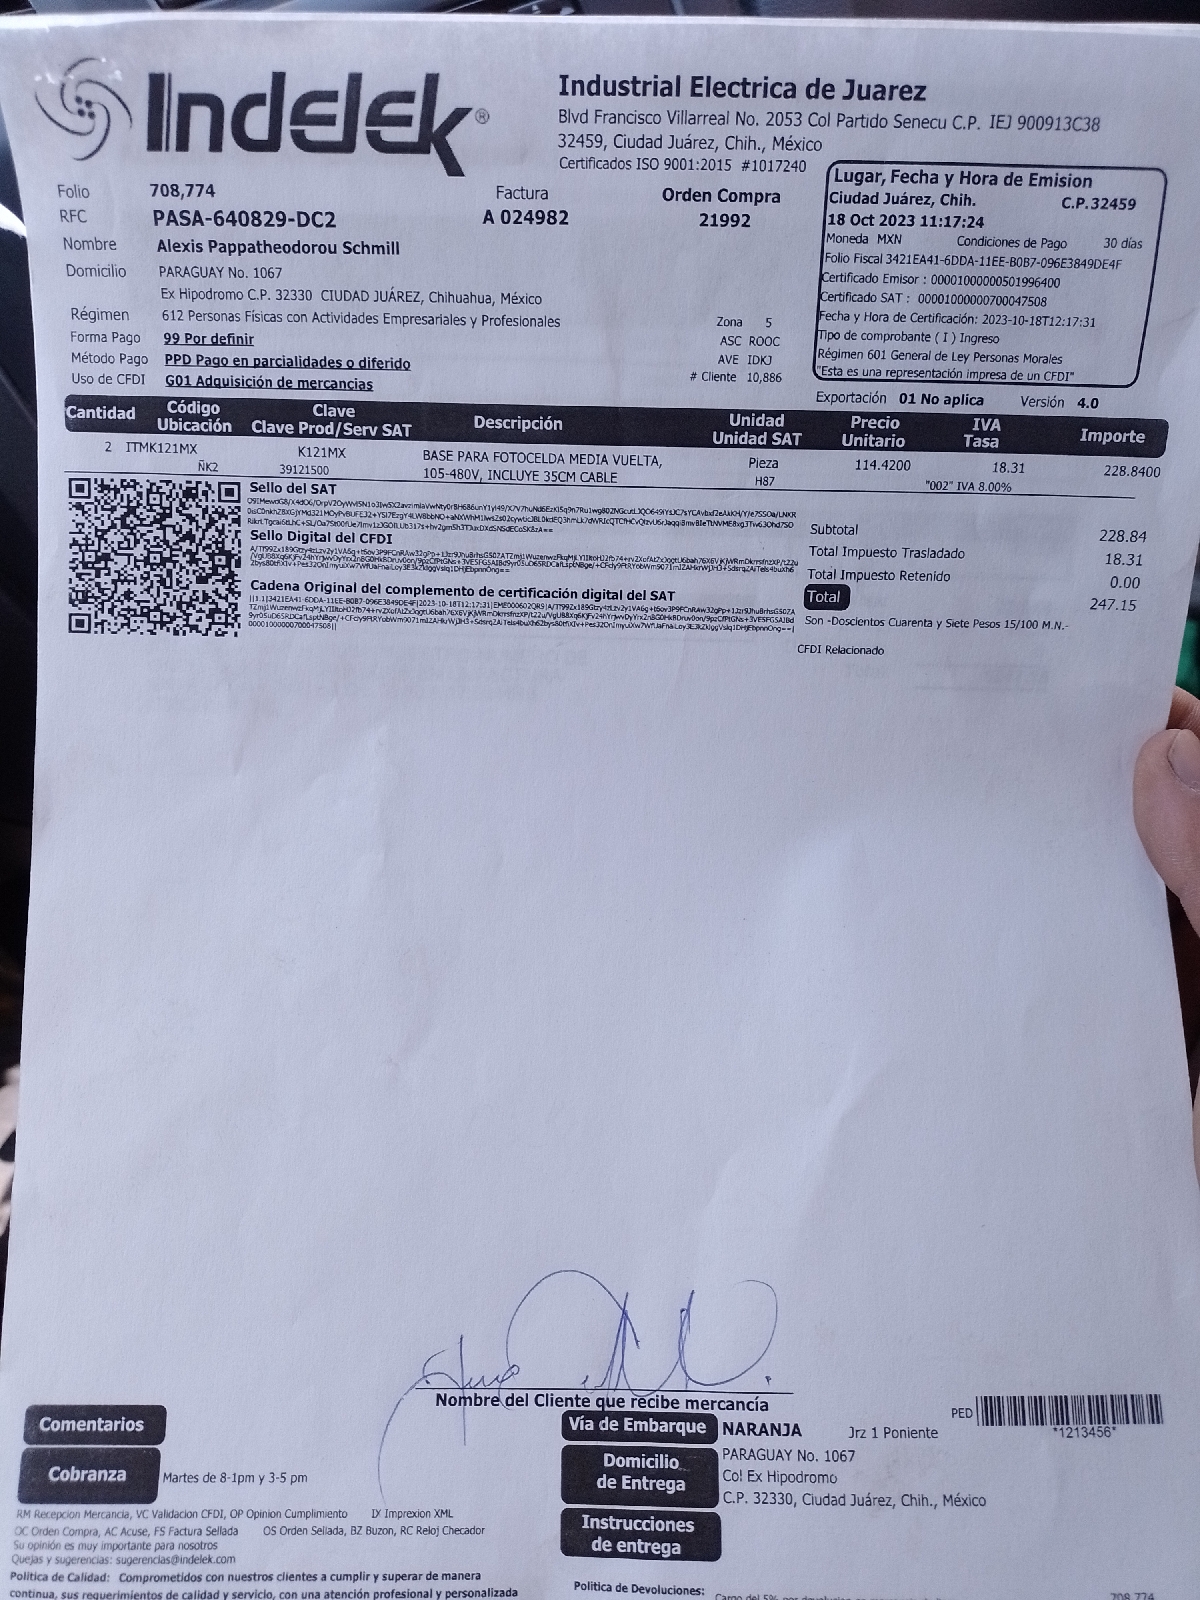 Indelek®
Industrial Electrica de Juarez
Blvd Francisco Villarreal No. 2053 Col Partido Senecu C.P. IEJ 900913C38
32459, Ciudad Juárez, Chih., México
Certificados ISO 9001:2015 #1017240
Folio 708,774 Factura Orden Compra
RFC PASA-640829-DC2 A 024982 21992
Nombre Alexis Pappatheodorou Schmill
Domicilio PARAGUAY No. 1067
Ex Hipodromo C.P. 32330 CIUDAD JUÁREZ, Chihuahua, México
Régimen 612 Personas Físicas con Actividades Empresariales y Profesionales
Forma Pago 99 Por definir
Método Pago PPD Pago en parcialidades o diferido
Uso de CFDI G01 Adquisición de mercancias
Zona 5
ASC ROOC
AVE IDKJ
# Cliente 10,886
Lugar, Fecha y Hora de Emision
Ciudad Juárez, Chih. C.P.32459
18 Oct 2023 11:17:24
Moneda MXN Condiciones de Pago 30 días
Folio Fiscal 3421EA41-6DDA-11EE-B0B7-096E3849DE4F
Certificado Emisor : 00001000000501996400
Certificado SAT : 00001000000700047508
Fecha y Hora de Certificación: 2023-10-18T12:17:31
Tipo de comprobante ( I ) Ingreso
Régimen 601 General de Ley Personas Morales
"Esta es una representación impresa de un CFDI"
Exportación 01 No aplica Versión 4.0
Cantidad Código Ubicación Clave Clave Prod/Serv SAT Descripción Unidad Unidad SAT Precio Unitario IVA Tasa Importe
2 ITMK121MX K121MX BASE PARA FOTOCELDA MEDIA VUELTA, Pieza 114.4200 18.31 228.8400
ÑK2 39121500 105-480V, INCLUYE 35CM CABLE H87 "002" IVA 8.00%
Sello del SAT
Sello Digital del CFDI
Cadena Original del complemento de certificación digital del SAT
Subtotal 228.84
Total Impuesto Trasladado 18.31
Total Impuesto Retenido 0.00
Total 247.15
Son -Doscientos Cuarenta y Siete Pesos 15/100 M.N.-
CFDI Relacionado
Nombre del Cliente que recibe mercancía
Comentarios
Cobranza Martes de 8-1pm y 3-5 pm
Vía de Embarque NARANJA Jrz 1 Poniente
PED *1213456*
Domicilio de Entrega PARAGUAY No. 1067
Col Ex Hipodromo
C.P. 32330, Ciudad Juárez, Chih., México
Instrucciones de entrega
RM Recepcion Mercancia, VC Validacion CFDI, OP Opinion Cumplimiento IX Imprexion XML
OC Orden Compra, AC Acuse, FS Factura Sellada OS Orden Sellada, BZ Buzon, RC Reloj Checador
Su opinión es muy importante para nosotros
Quejas y sugerencias: sugerencias@indelek.com
Politica de Calidad: Comprometidos con nuestros clientes a cumplir y superar de manera
continua, sus requerimientos de calidad y servicio, con una atención profesional y personalizada
Politica de Devoluciones:
708,774